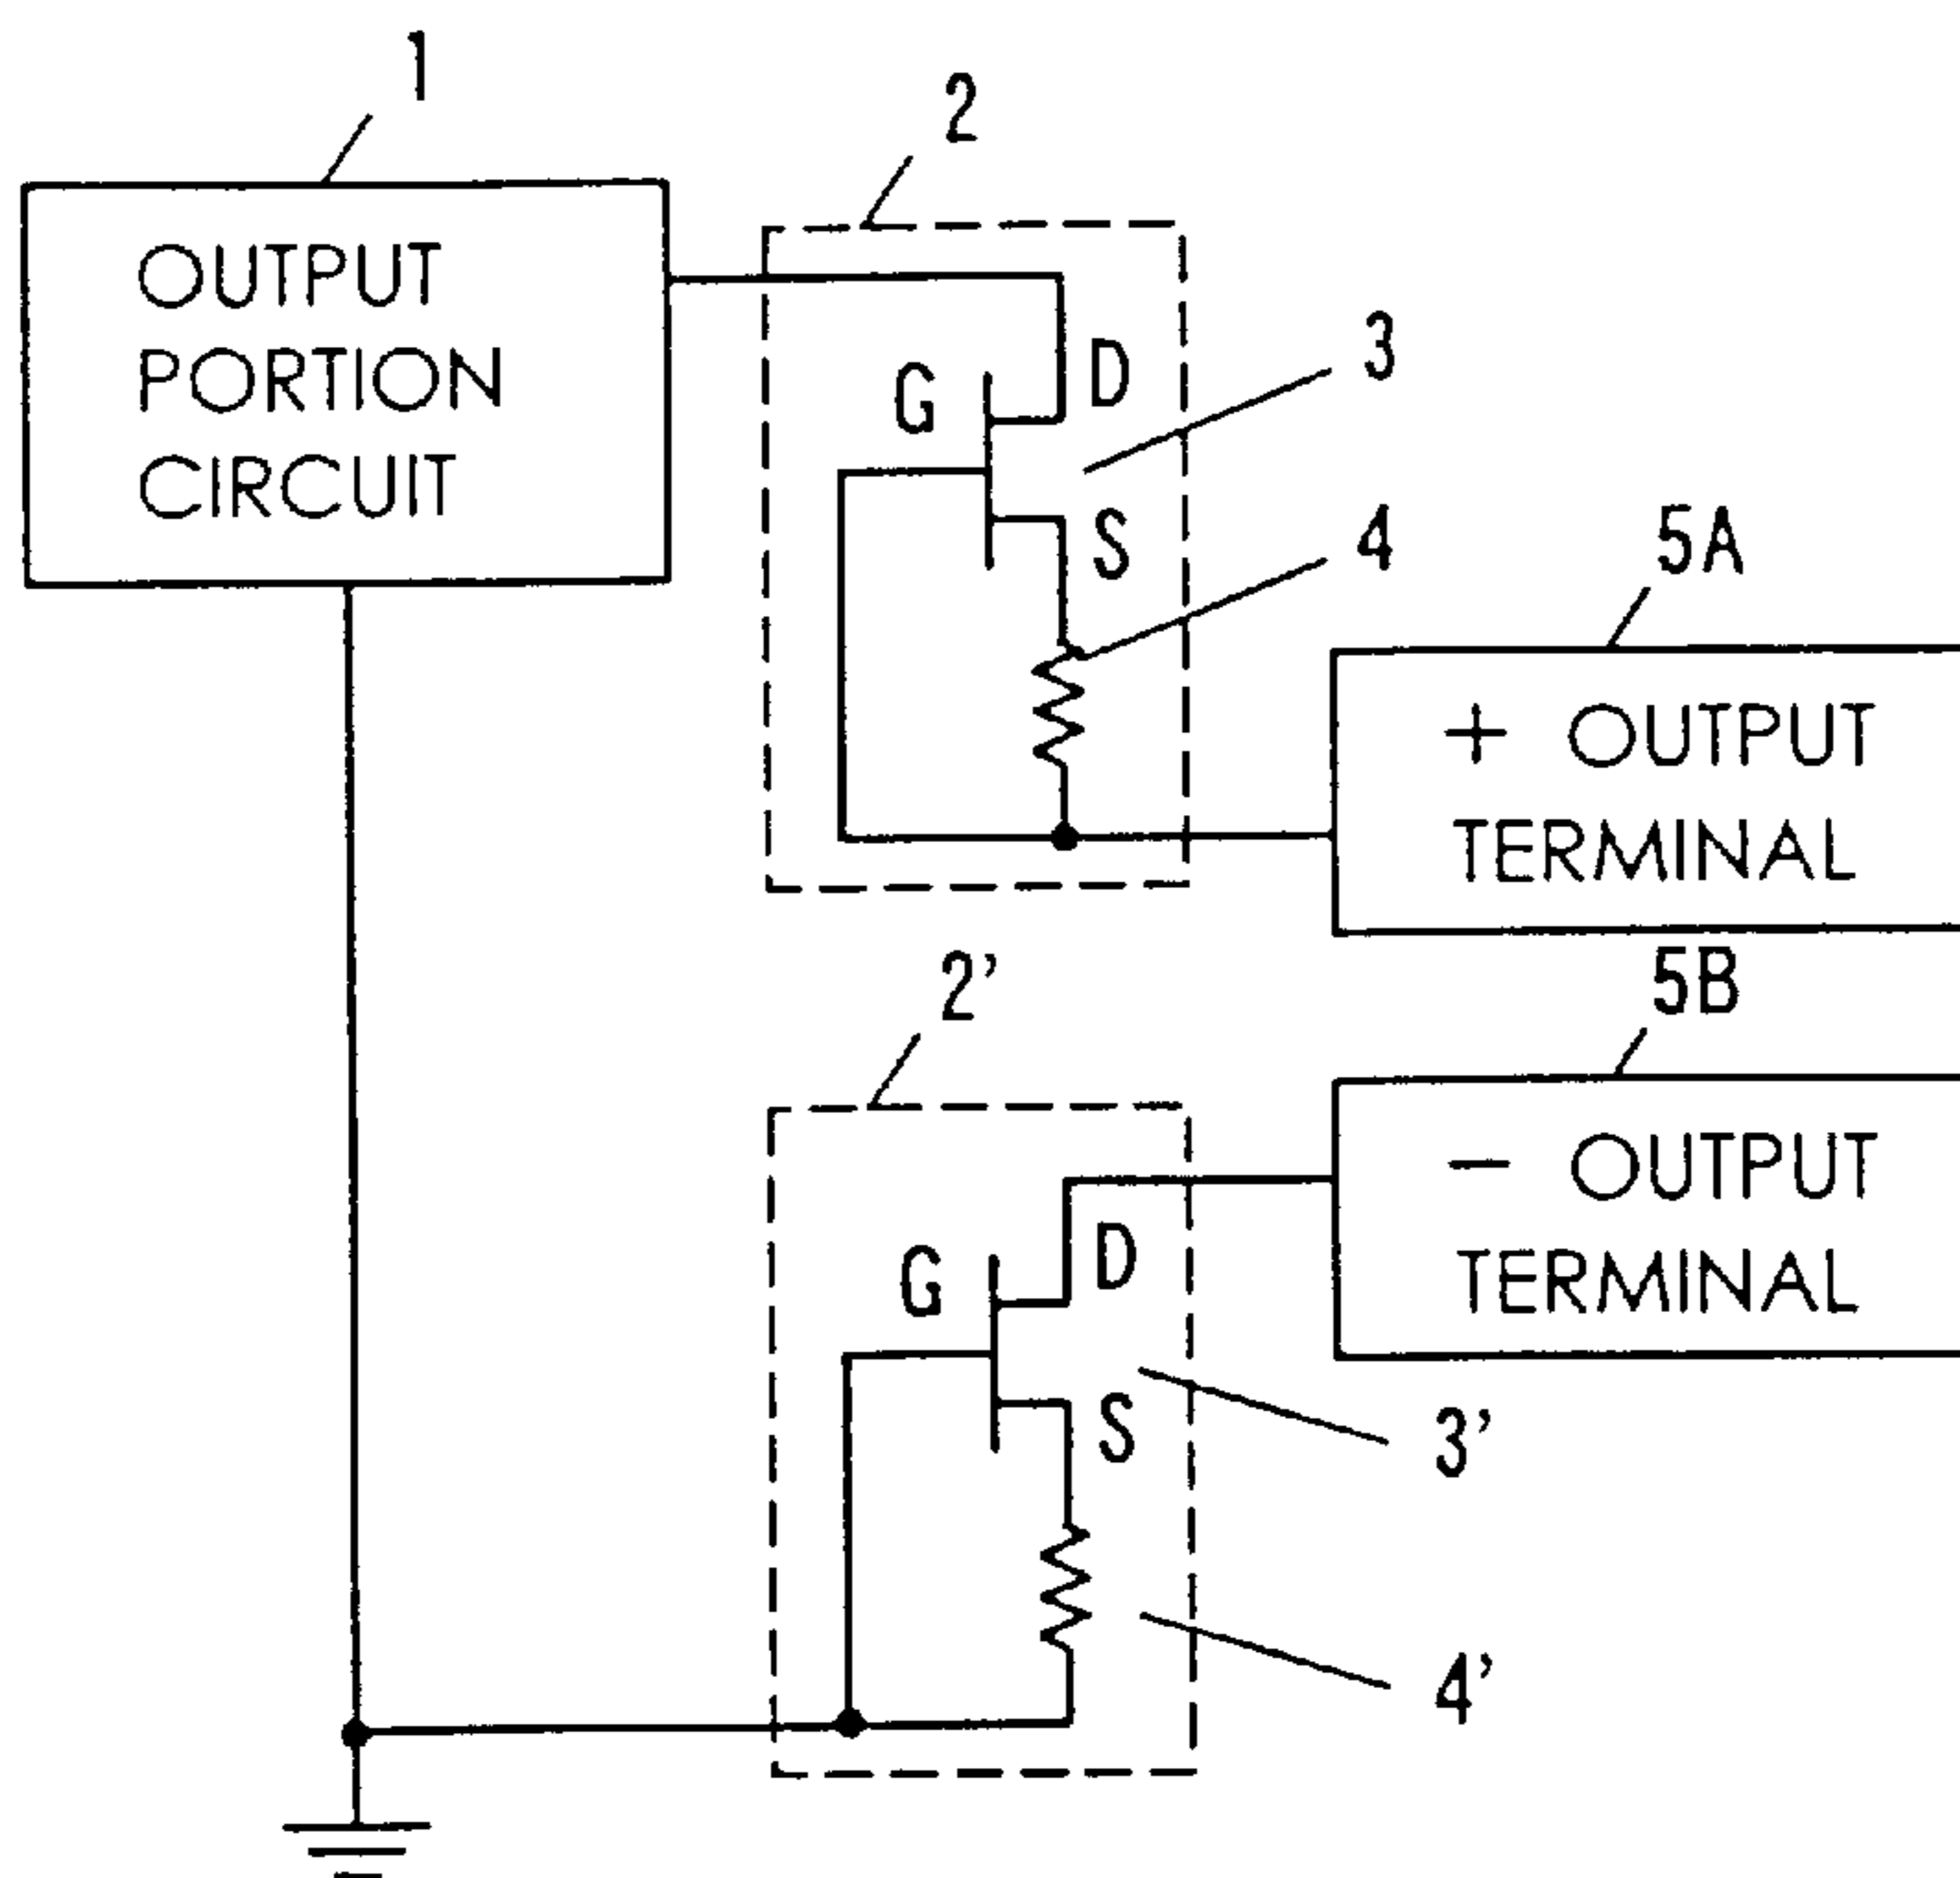 1
2
OUTPUT
PORTION
CIRCUIT
3
G
D
4
S
5A
+ OUTPUT
TERMINAL
2'
5B
- OUTPUT
TERMINAL
G
D
S
3'
4'